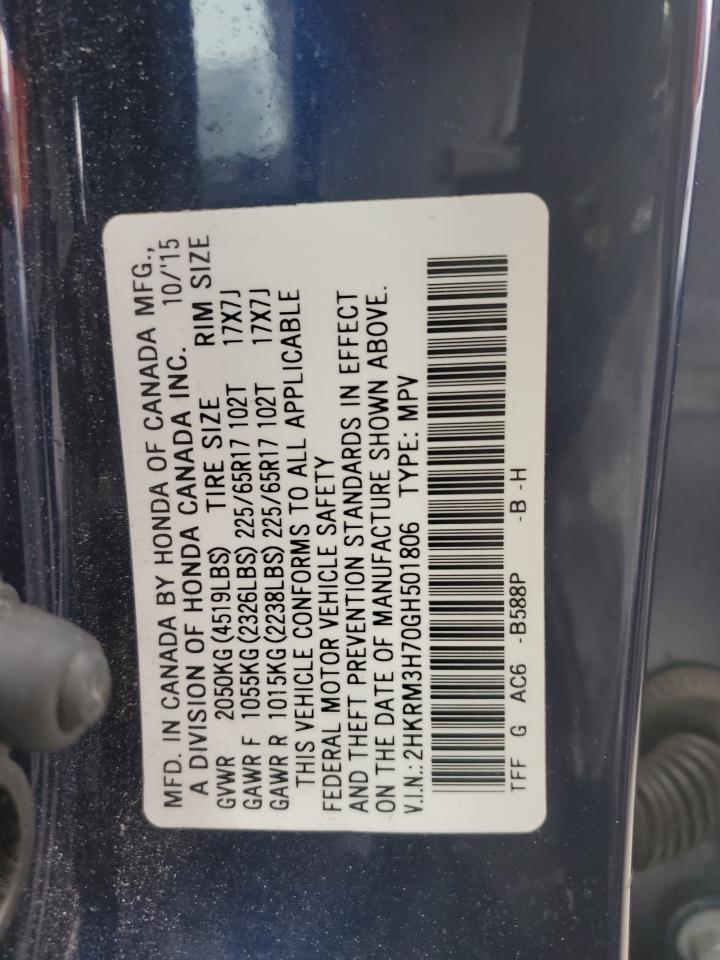 MFD. IN CANADA BY HONDA OF CANADA MFG.,
A DIVISION OF HONDA CANADA INC. 10/'15
GVWR 2050KG(4519LBS) TIRE SIZE RIM SIZE
GAWR F 1055KG(2326LBS) 225/65R17 102T 17X7J
GAWR R 1015KG(2238LBS) 225/65R17 102T 17X7J
THIS VEHICLE CONFORMS TO ALL APPLICABLE
FEDERAL MOTOR VEHICLE SAFETY
AND THEFT PREVENTION STANDARDS IN EFFECT
ON THE DATE OF MANUFACTURE SHOWN ABOVE.
V.I.N.: 2HKRM3H70GH501806 TYPE: MPV
TFF G AC6 -B588P -B -H